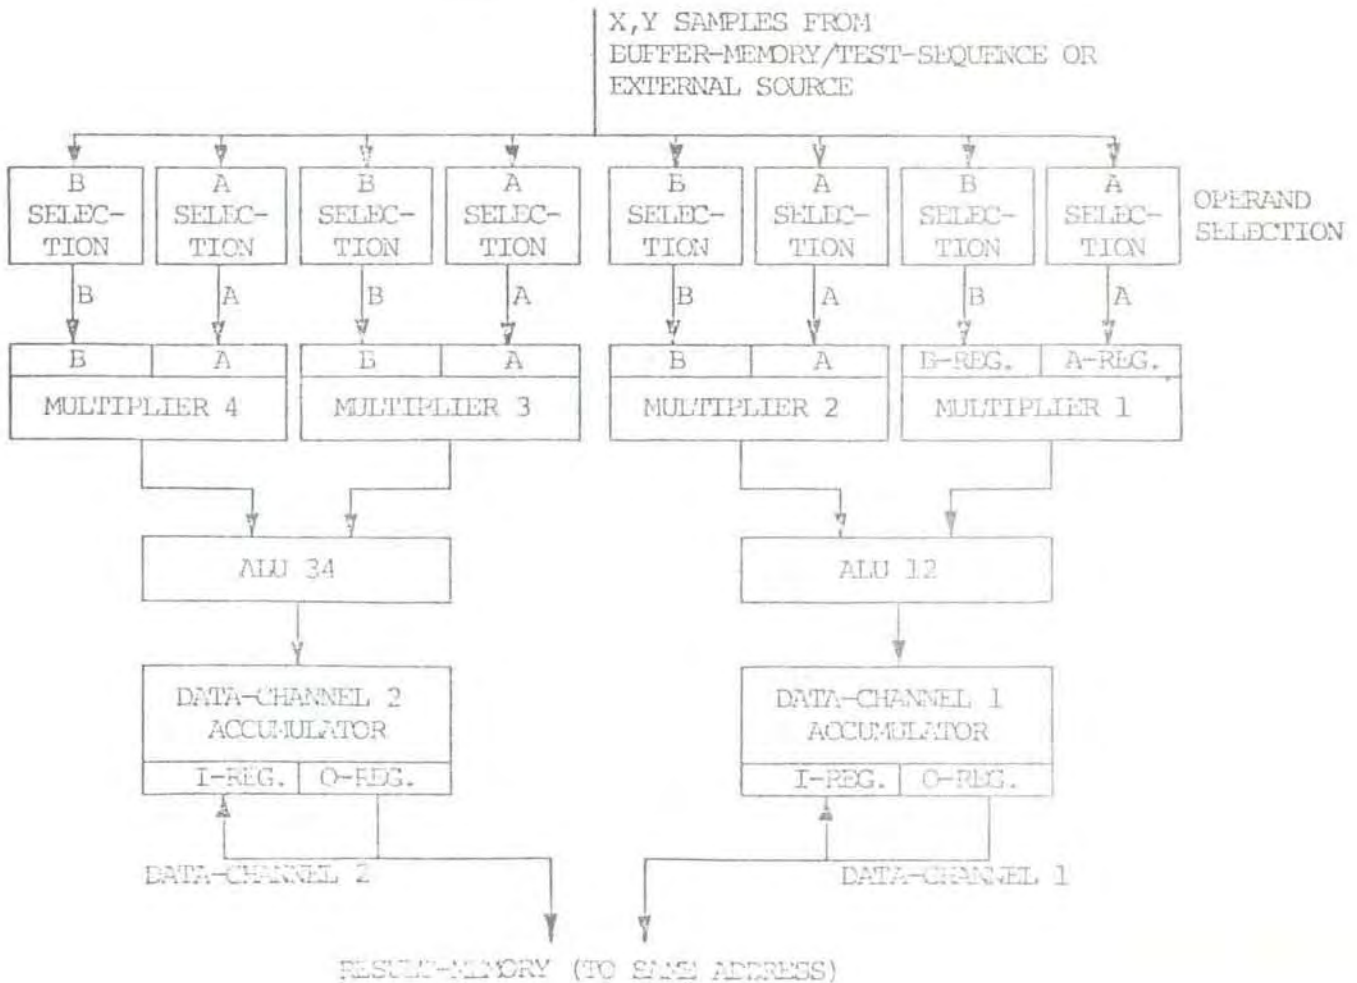 X,Y SAMPLES FROM
BUFFER-MEMORY/TEST-SEQUENCE OR
EXTERNAL SOURCE
B SELEC-TION
A SELEC-TION
B SELEC-TION
A SELEC-TION
B SELEC-TION
A SELEC-TION
B SELEC-TION
A SELEC-TION
OPERAND
SELECTION
B A B A B A B A
B A B A B A B-REG. A-REG.
MULTIPLIER 4 MULTIPLIER 3 MULTIPLIER 2 MULTIPLIER 1
ALU 34 ALU 12
DATA-CHANNEL 2 DATA-CHANNEL 1
ACCUMULATOR ACCUMULATOR
I-REG. O-REG. I-REG. O-REG.
DATA-CHANNEL 2 DATA-CHANNEL 1
RESULT-MEMORY (TO SAME ADDRESS)